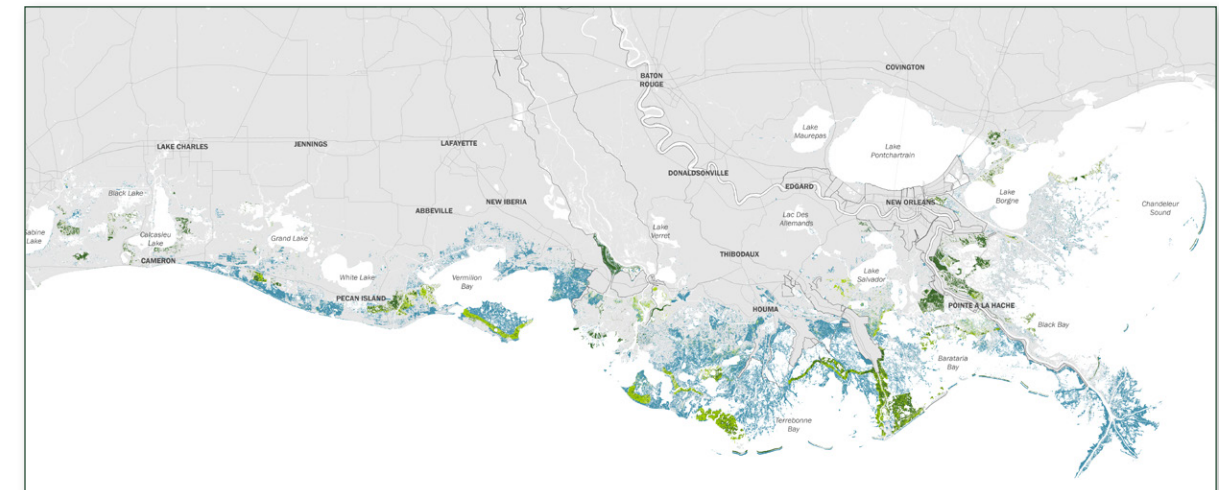 COVINGTON
BATON
ROUGE
Lake
Maurepas
Lake
Pontchartrain
LAKE CHARLES
JENNINGS
LAFAYETTE
DONALDSONVILLE
EDGARD
Black Lake
NEW IBERIA
NEW ORLEANS
Lake
Borgne
Chandeleur
Sound
ABBEVILLE
Lac Des
Allemands
Sabine
Lake
Calcasieu
Lake
Grand Lake
Lake
Verret
CAMERON
THIBODAUX
White Lake
Vermilion
Bay
Lake
Salvador
PECAN ISLAND
HOUMA
POINTE A LA HACHE
Black Bay
Barataria
Bay
Terrebonne
Bay